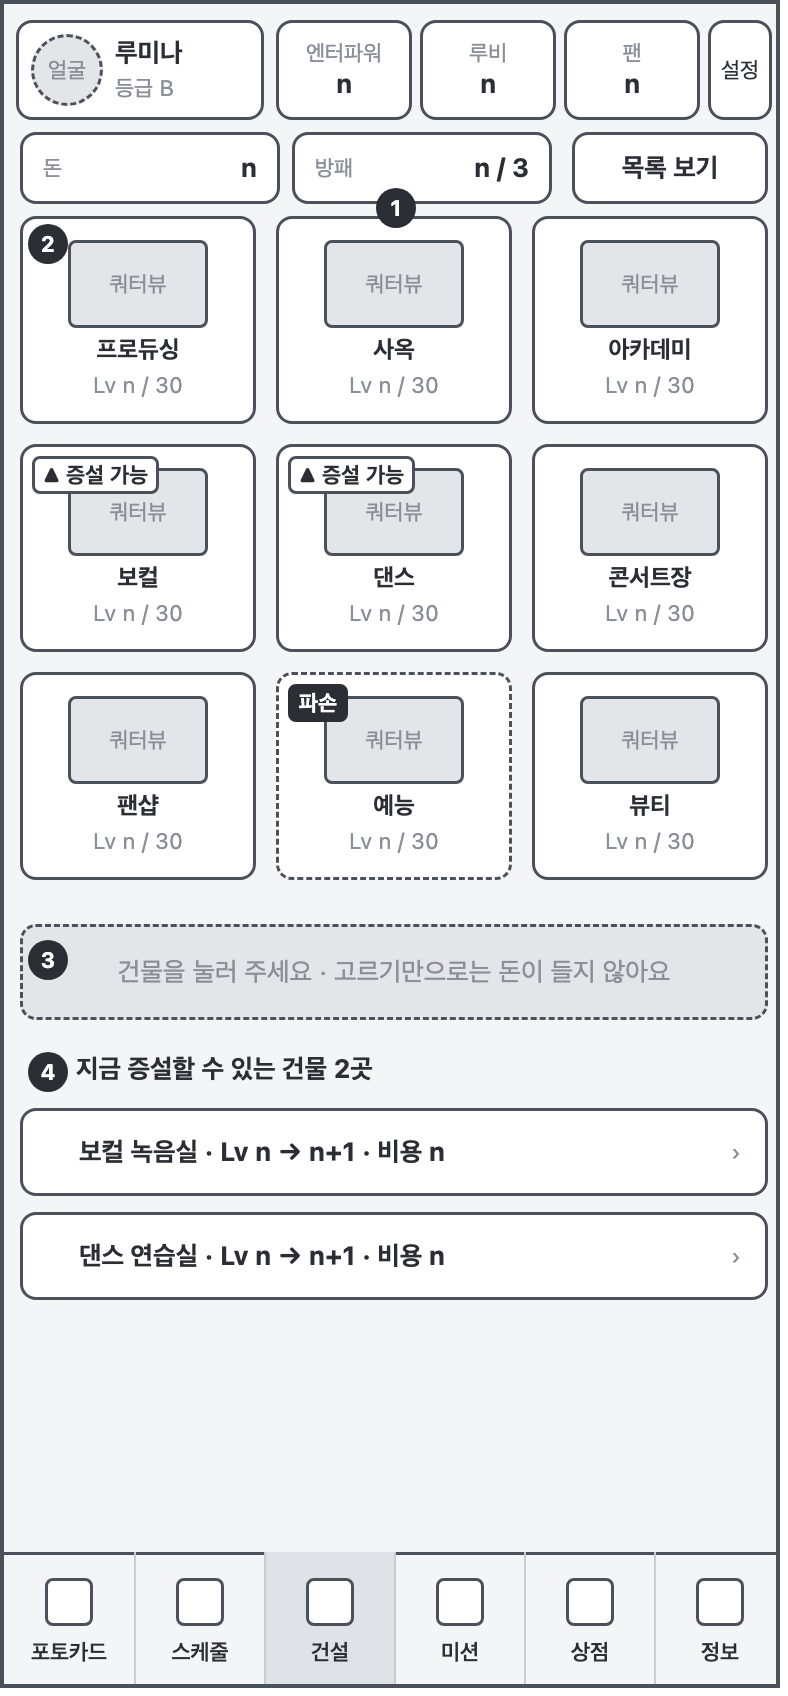 얼굴
루미나
등급 B
엔터파워
n
루비
n
팬
n
설정
돈 n
방패 n / 3
목록 보기
1
2
쿼터뷰
프로듀싱
Lv n / 30
쿼터뷰
사옥
Lv n / 30
쿼터뷰
아카데미
Lv n / 30
▲ 증설 가능
쿼터뷰
보컬
Lv n / 30
▲ 증설 가능
쿼터뷰
댄스
Lv n / 30
쿼터뷰
콘서트장
Lv n / 30
쿼터뷰
팬샵
Lv n / 30
파손
쿼터뷰
예능
Lv n / 30
쿼터뷰
뷰티
Lv n / 30
3 건물을 눌러 주세요 · 고르기만으로는 돈이 들지 않아요
4 지금 증설할 수 있는 건물 2곳
보컬 녹음실 · Lv n → n+1 · 비용 n ›
댄스 연습실 · Lv n → n+1 · 비용 n ›
포토카드
스케줄
건설
미션
상점
정보